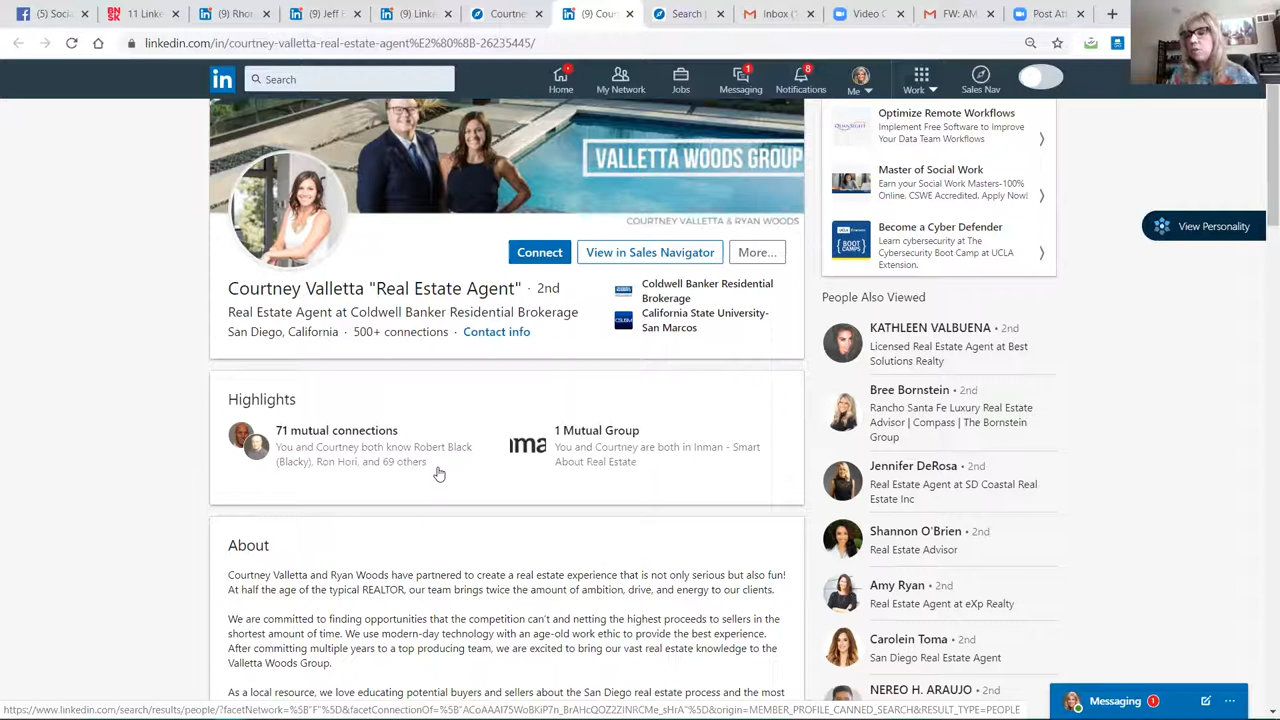 Socia
11 Linke
(9) Rhon
(9) Jeff E
(9) Linke
Courtne
(9) Cour
Search |
Inbox (
Video C
FW: AM
Post Att
linkedin.com/in/courtney-valletta-real-estate-agent%E2%80%8B-26235445/
in
Search
Home
My Network
Jobs
1
Messaging
8
Notifications
Me
Work
Sales Nav
VALLETTA WOODS GROUP
COURTNEY VALLETTA & RYAN WOODS
Connect
View in Sales Navigator
More...
Courtney Valletta "Real Estate Agent" · 2nd
Real Estate Agent at Coldwell Banker Residential Brokerage
San Diego, California · 500+ connections · Contact info
Coldwell Banker Residential
Brokerage
California State University-
San Marcos
Highlights
71 mutual connections
You and Courtney both know Robert Black
(Blacky), Ron Hori, and 69 others
1 Mutual Group
You and Courtney are both in Inman - Smart
About Real Estate
About
Courtney Valletta and Ryan Woods have partnered to create a real estate experience that is not only serious but also fun!
At half the age of the typical REALTOR, our team brings twice the amount of ambition, drive, and energy to our clients.
We are committed to finding opportunities that the competition can't and netting the highest proceeds to sellers in the
shortest amount of time. We use modern-day technology with an age-old work ethic to provide the best experience.
After committing multiple years to a top producing team, we are excited to bring our vast real estate knowledge to the
Valletta Woods Group.
As a local resource, we love educating potential buyers and sellers about the San Diego real estate process and the most
Optimize Remote Workflows
Implement Free Software to Improve
Your Data Team Workflows
Master of Social Work
Earn your Social Work Masters-100%
Online. CSWE Accredited. Apply Now!
Become a Cyber Defender
Learn cybersecurity at The
Cybersecurity Boot Camp at UCLA
Extension.
BOOT
CAMPS
View Personality
People Also Viewed
KATHLEEN VALBUENA · 2nd
Licensed Real Estate Agent at Best
Solutions Realty
Bree Bornstein · 2nd
Rancho Santa Fe Luxury Real Estate
Advisor | Compass | The Bornstein
Group
Jennifer DeRosa · 2nd
Real Estate Agent at SD Coastal Real
Estate Inc
Shannon O'Brien · 2nd
Real Estate Advisor
Amy Ryan · 2nd
Real Estate Agent at eXp Realty
Carolein Toma · 2nd
San Diego Real Estate Agent
NEREO H. ARAUJO · 2nd
Messaging 1